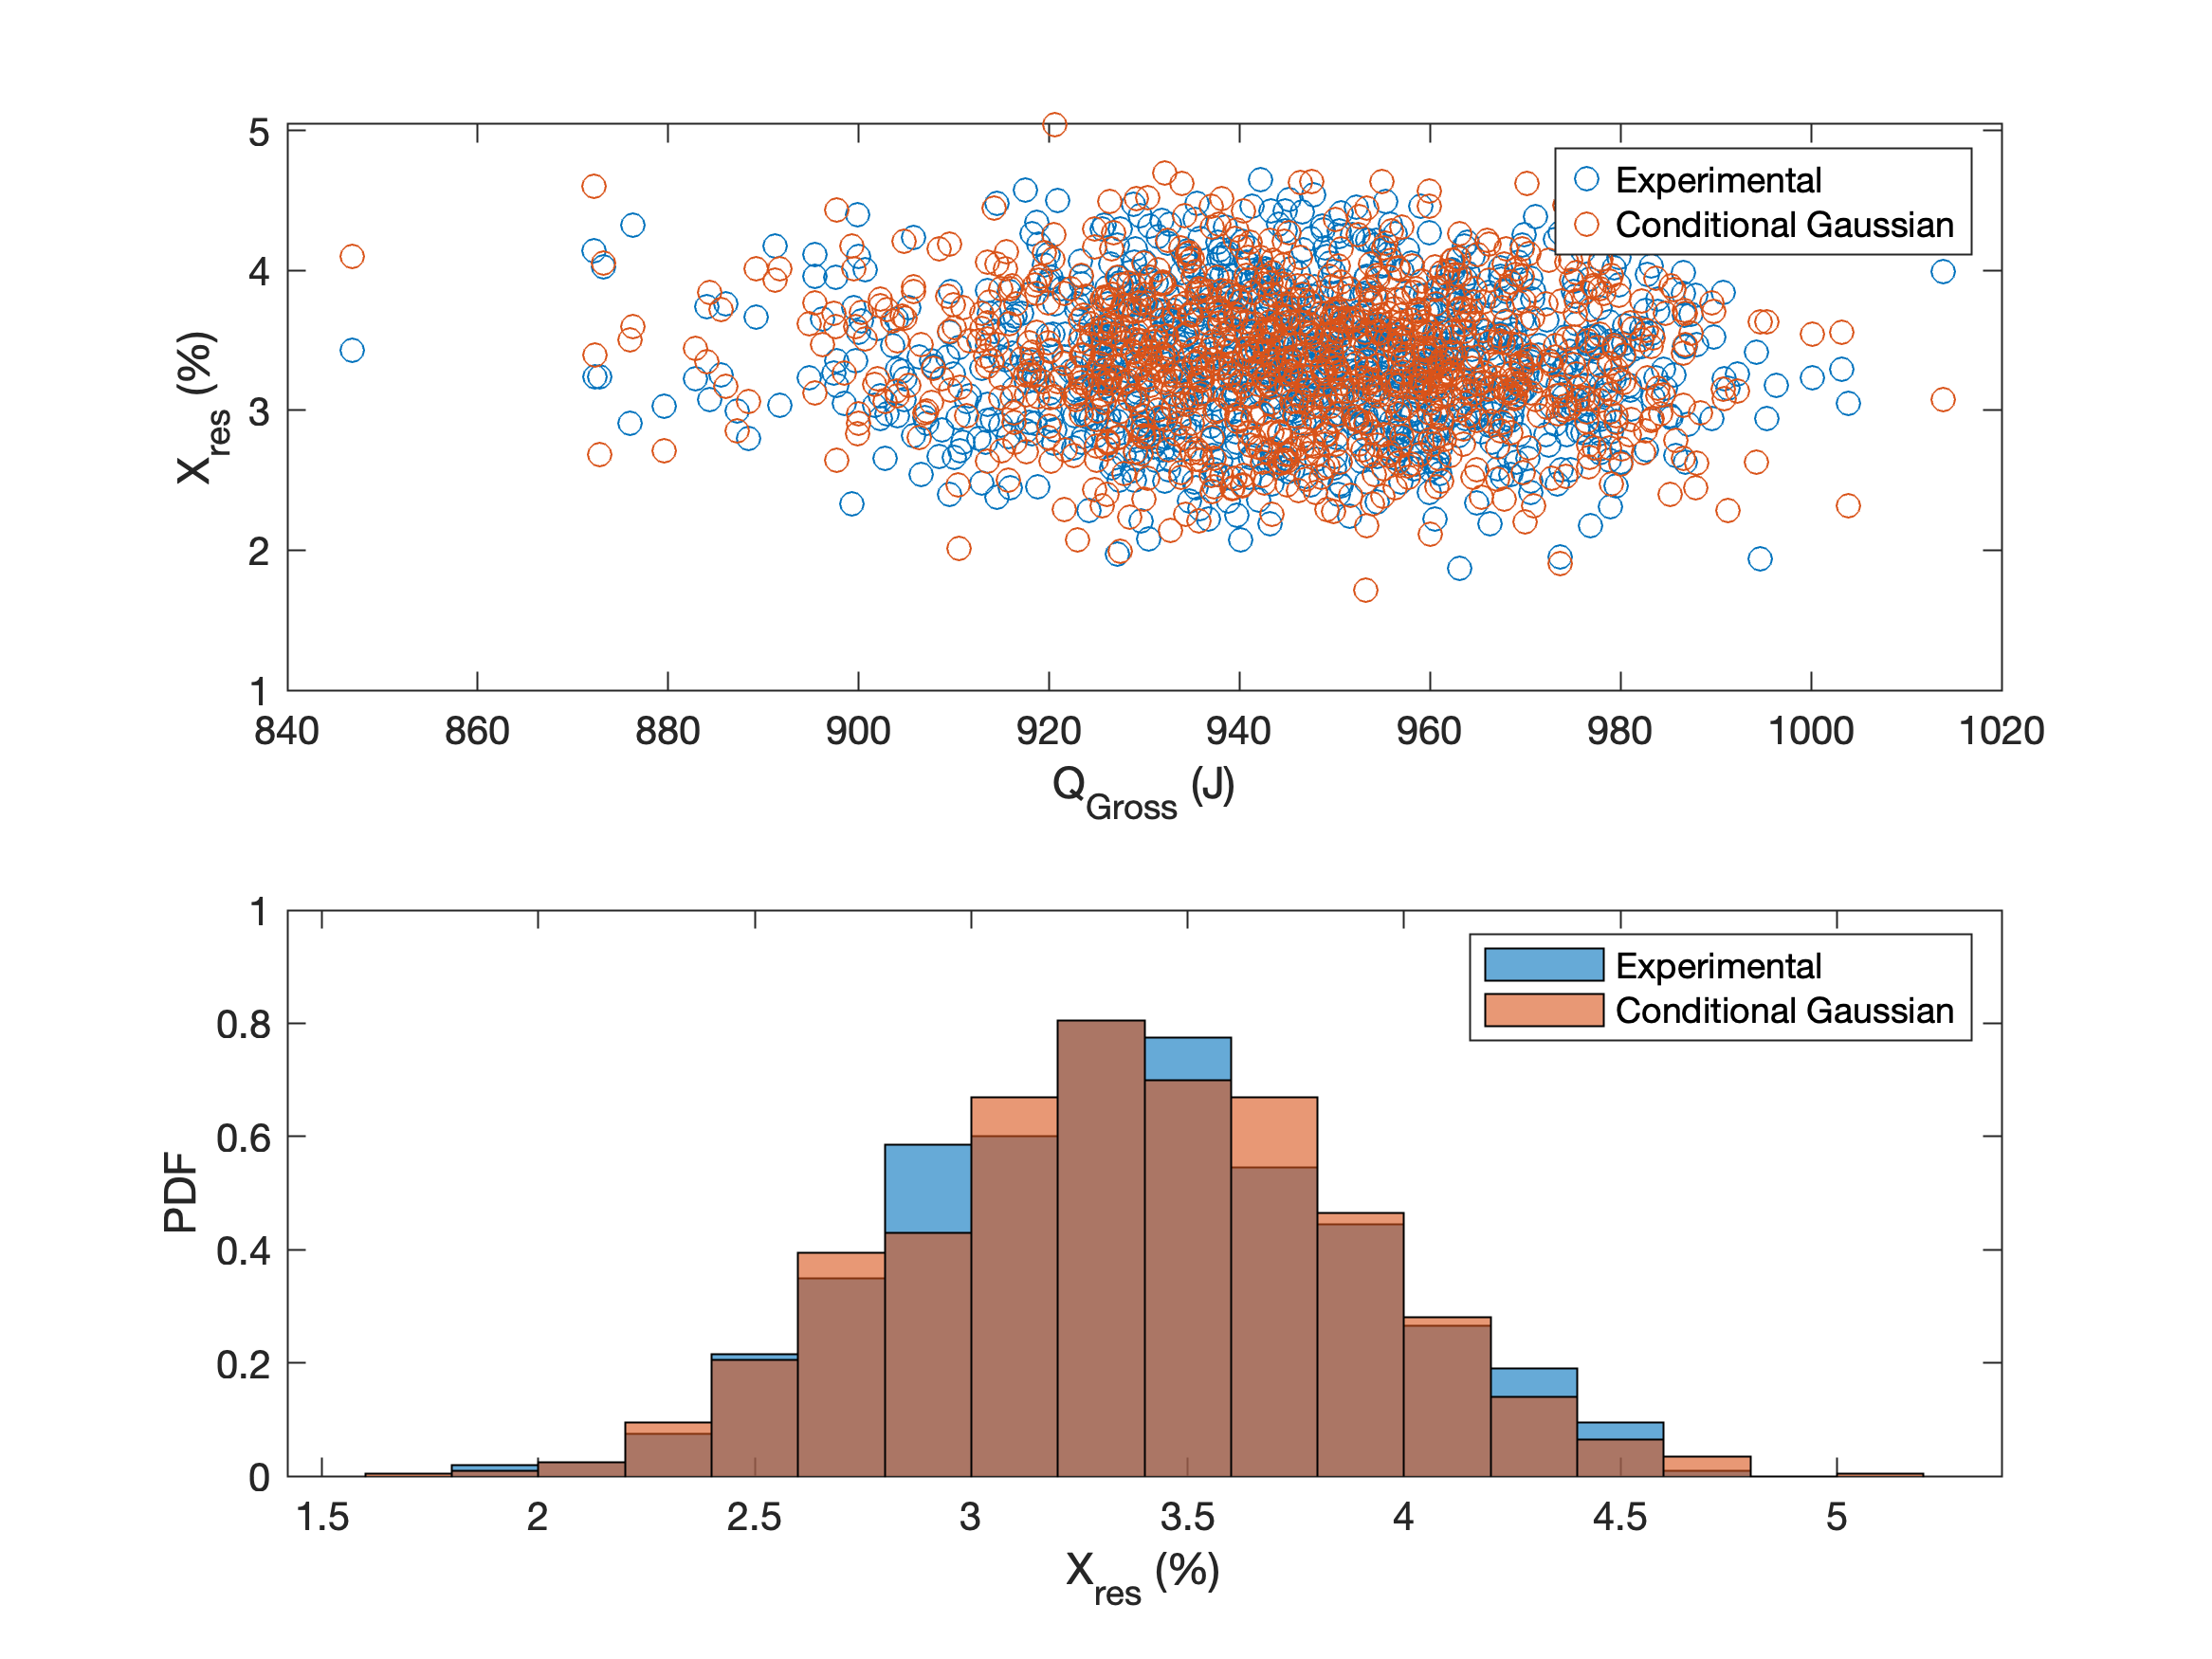 5
4
3
2
1
X_res (%)
Experimental
Conditional Gaussian
840 860 880 900 920 940 960 980 1000 1020
Q_Gross (J)
1
0.8
0.6
0.4
0.2
0
PDF
Experimental
Conditional Gaussian
1.5 2 2.5 3 3.5 4 4.5 5
X_res (%)